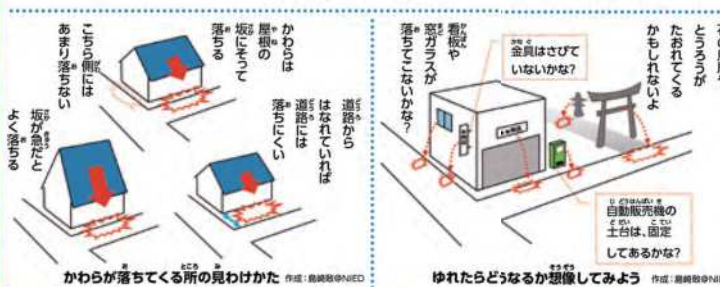 かわらは
屋根の
坂にそって
落ちる
こちら側には
あまり落ちない
道路から
はなれていれば
道路には
落ちにくい
坂が急だと
よく落ちる
かわらが落ちてくる所の見わけかた 作成:島崎敢@NIED
とうろうが
たおれてくる
かもしれないよ
金具はさびて
いないかな?
看板や
窓ガラスが
落ちてこないかな?
自動販売機の
土台は、固定
してあるかな?
ゆれたらどうなるか想像してみよう 作成:島崎敢@NI